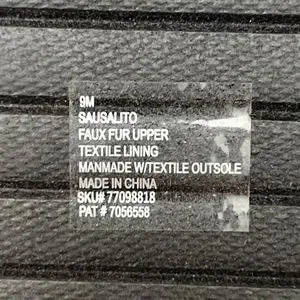 9M
SAUSALITO
FAUX FUR UPPER
TEXTILE LINING
MANMADE W/TEXTILE OUTSOLE
MADE IN CHINA
SKU# 77098818
PAT # 7056558